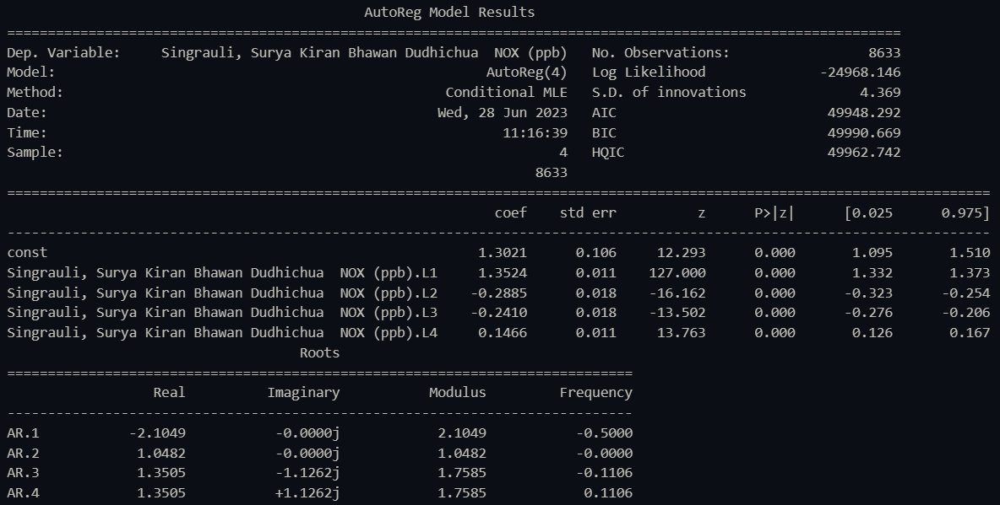 AutoReg Model Results
==============================================================================================================
Dep. Variable:     Singrauli, Surya Kiran Bhawan Dudhichua  NOX (ppb)   No. Observations:                 8633
Model:                                                     AutoReg(4)   Log Likelihood              -24968.146
Method:                                               Conditional MLE   S.D. of innovations              4.369
Date:                                                Wed, 28 Jun 2023   AIC                          49948.292
Time:                                                        11:16:39   BIC                          49990.669
Sample:                                                             4   HQIC                         49962.742
8633
=========================================================================================================================
coef    std err          z      P>|z|      [0.025      0.975]
-------------------------------------------------------------------------------------------------------------------------
const                                                     1.3021      0.106     12.293      0.000       1.095       1.510
Singrauli, Surya Kiran Bhawan Dudhichua  NOX (ppb).L1     1.3524      0.011    127.000      0.000       1.332       1.373
Singrauli, Surya Kiran Bhawan Dudhichua  NOX (ppb).L2    -0.2885      0.018    -16.162      0.000      -0.323      -0.254
Singrauli, Surya Kiran Bhawan Dudhichua  NOX (ppb).L3    -0.2410      0.018    -13.502      0.000      -0.276      -0.206
Singrauli, Surya Kiran Bhawan Dudhichua  NOX (ppb).L4     0.1466      0.011     13.763      0.000       0.126       0.167
Roots
=============================================================================
Real          Imaginary           Modulus         Frequency
-----------------------------------------------------------------------------
AR.1           -2.1049           -0.0000j            2.1049           -0.5000
AR.2            1.0482           -0.0000j            1.0482           -0.0000
AR.3            1.3505           -1.1262j            1.7585           -0.1106
AR.4            1.3505           +1.1262j            1.7585            0.1106